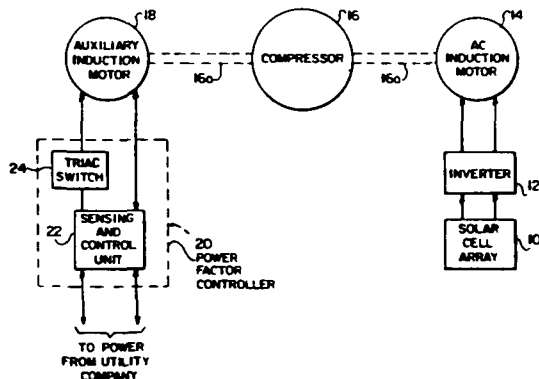 18
16
14
AUXILIARY
INDUCTION
MOTOR
16a
COMPRESSOR
16a
AC
INDUCTION
MOTOR
24
TRIAC
SWITCH
INVERTER
12
22
SENSING
AND
CONTROL
UNIT
20
POWER
FACTOR
CONTROLLER
SOLAR
CELL
ARRAY
10
TO POWER
FROM UTILITY
COMPANY